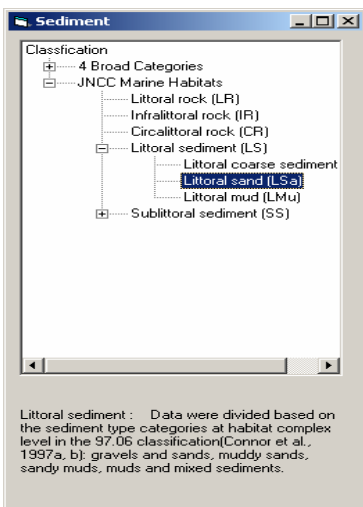 Sediment
Classfication
4 Broad Categories
JNCC Marine Habitats
Littoral rock (LR)
Infralittoral rock (IR)
Circalittoral rock (CR)
Littoral sediment (LS)
Littoral coarse sediment
Littoral sand (LSa)
Littoral mud (LMu)
Sublittoral sediment (SS)
Littoral sediment : Data were divided based on
the sediment type categories at habitat complex
level in the 97.06 classification(Connor et al.,
1997a, b): gravels and sands, muddy sands,
sandy muds, muds and mixed sediments.